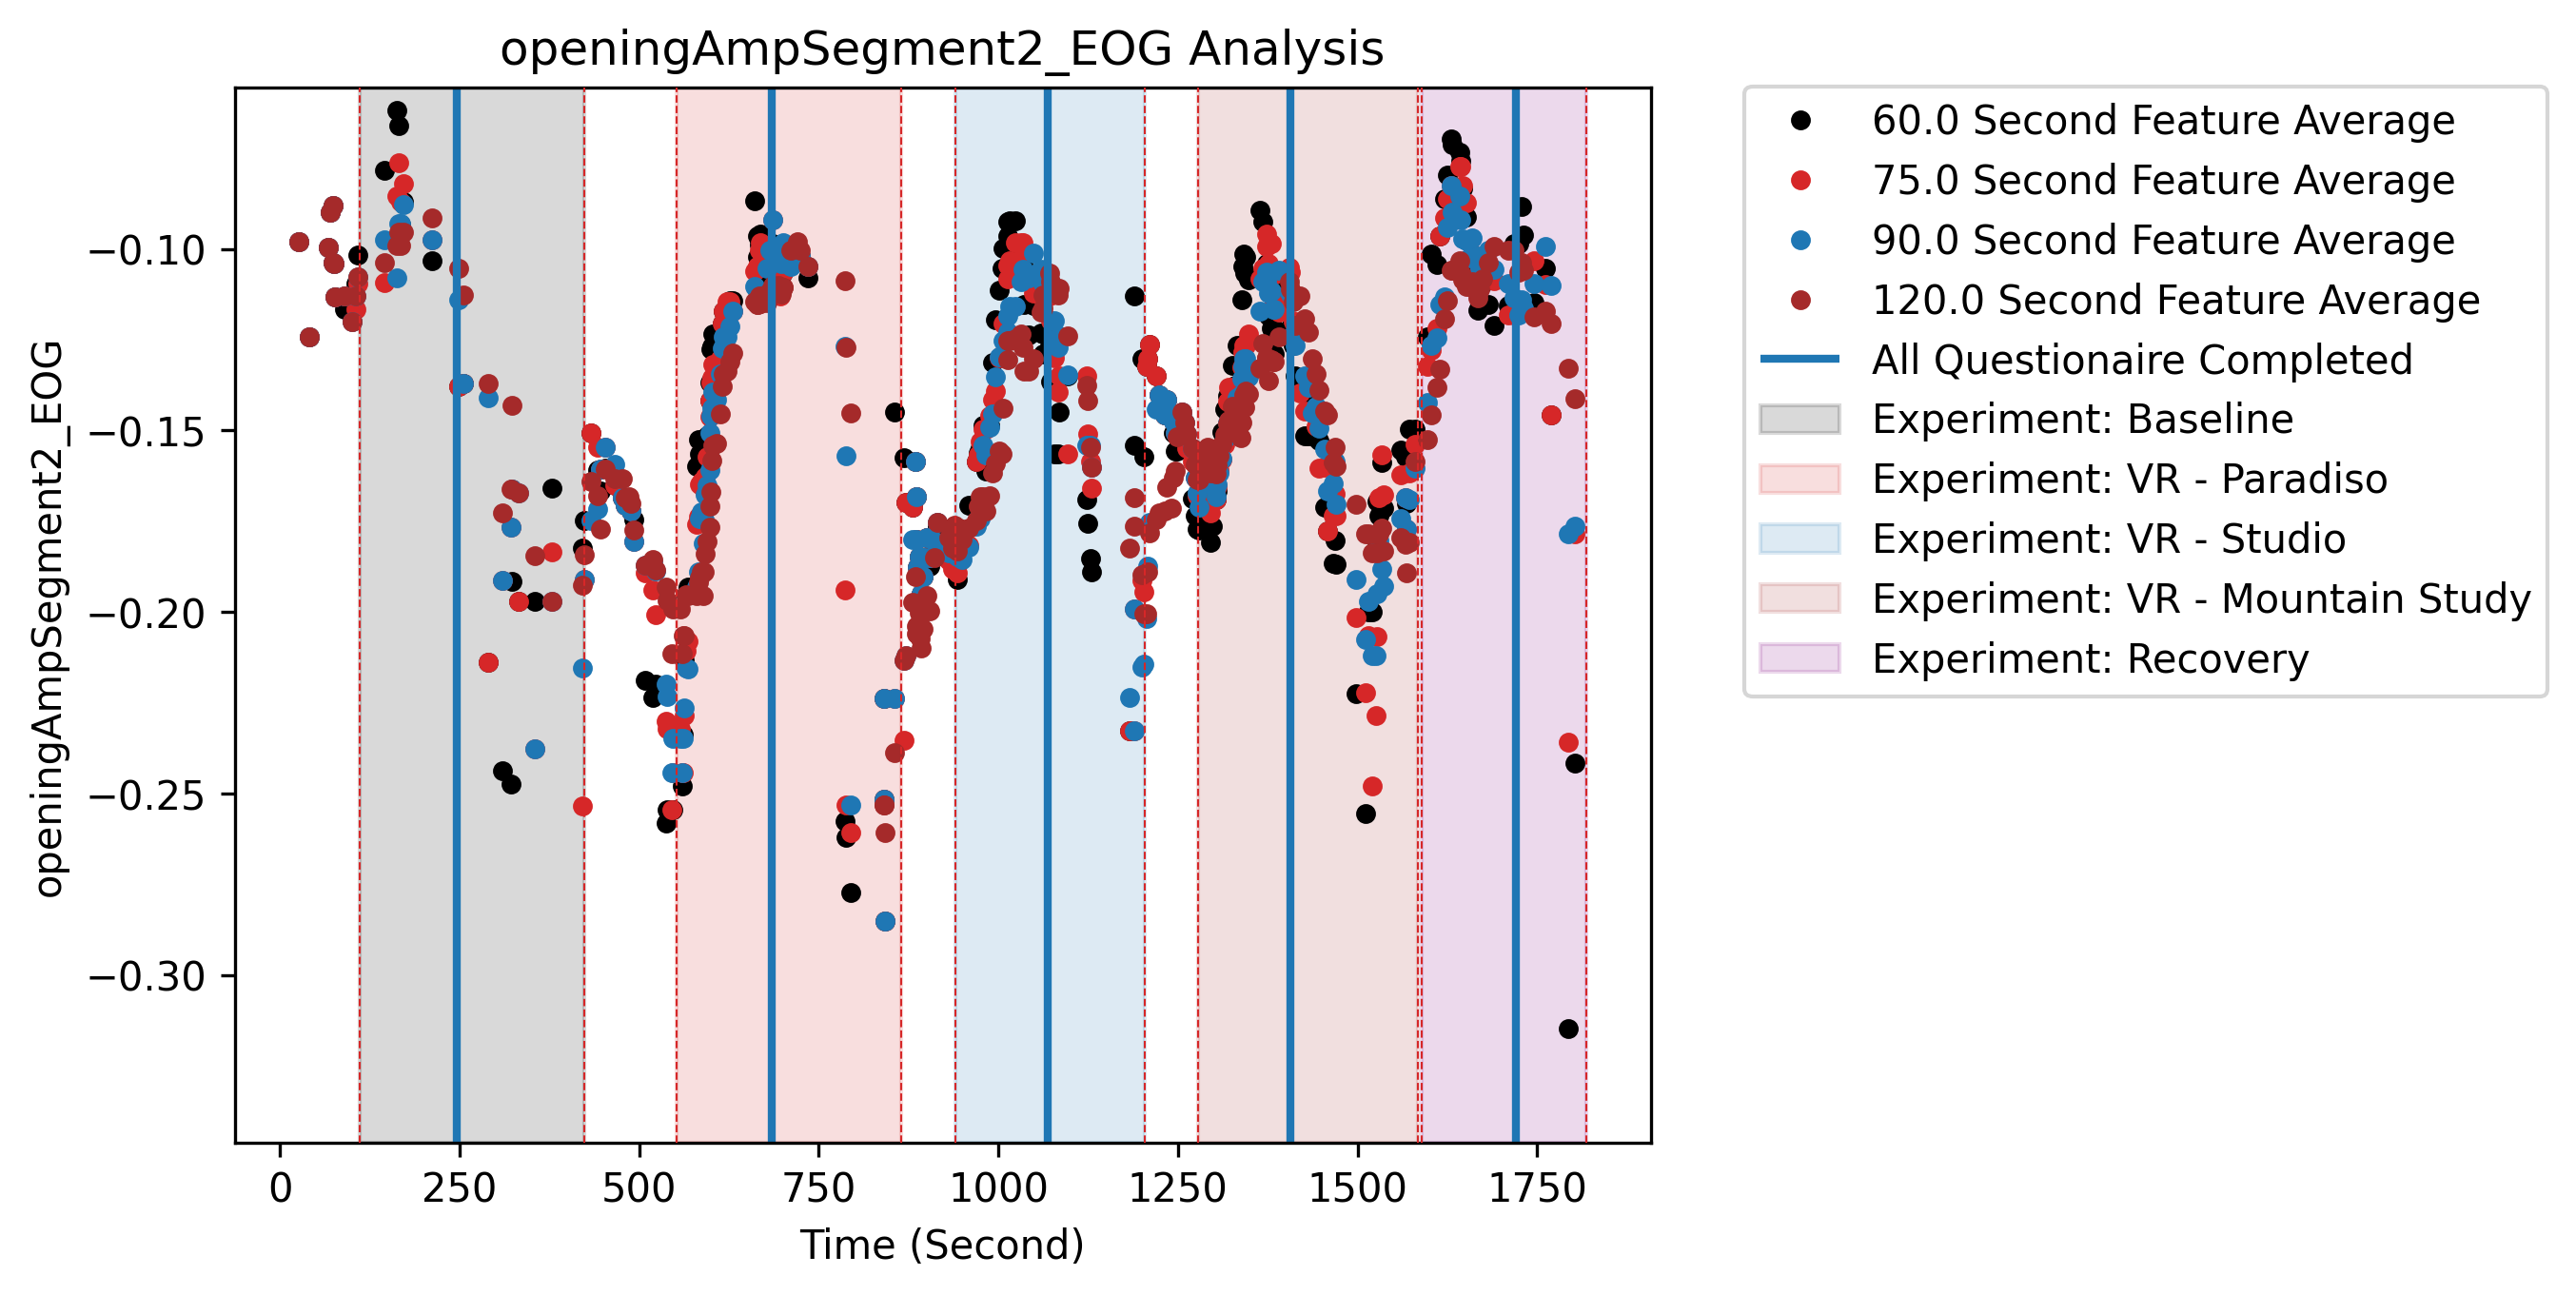 openingAmpSegment2_EOG Analysis
openingAmpSegment2_EOG
−0.10
−0.15
−0.20
−0.25
−0.30
0 250 500 750 1000 1250 1500 1750
Time (Second)
60.0 Second Feature Average
75.0 Second Feature Average
90.0 Second Feature Average
120.0 Second Feature Average
All Questionaire Completed
Experiment: Baseline
Experiment: VR - Paradiso
Experiment: VR - Studio
Experiment: VR - Mountain Study
Experiment: Recovery